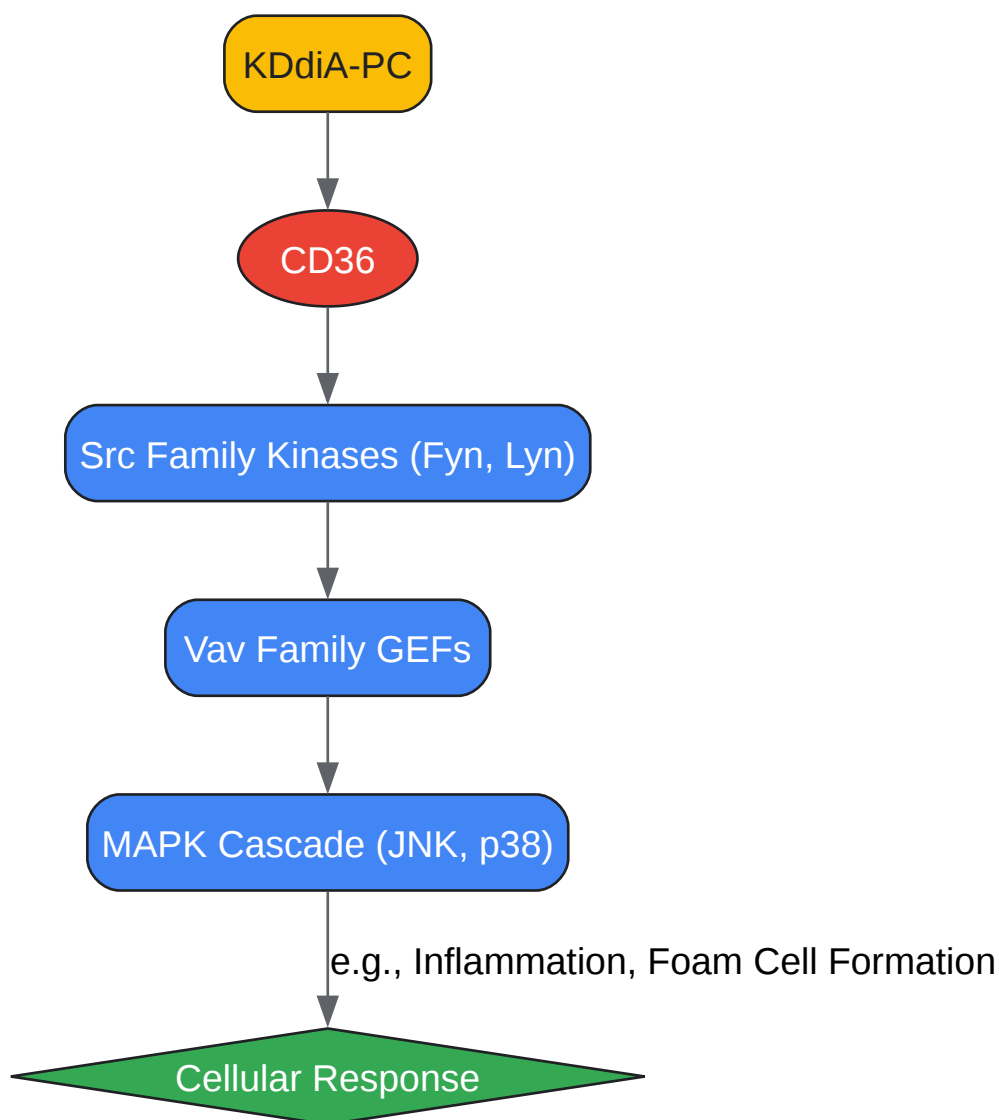 KDdiA-PC
CD36
Src Family Kinases (Fyn, Lyn)
Vav Family GEFs
MAPK Cascade (JNK, p38)
e.g., Inflammation, Foam Cell Formation
Cellular Response